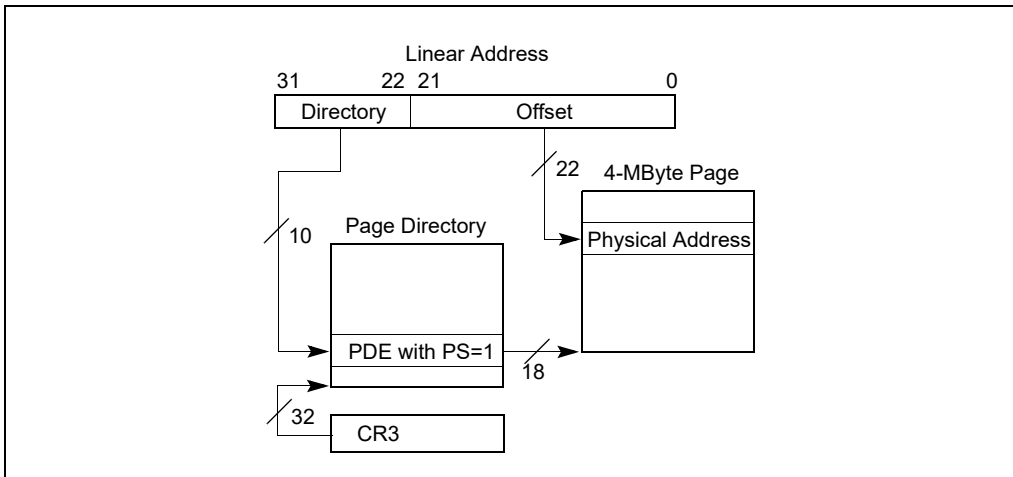 Linear Address
31 22 21 0
Directory Offset
22 4-MByte Page
10 Page Directory Physical Address
PDE with PS=1
18
32
CR3